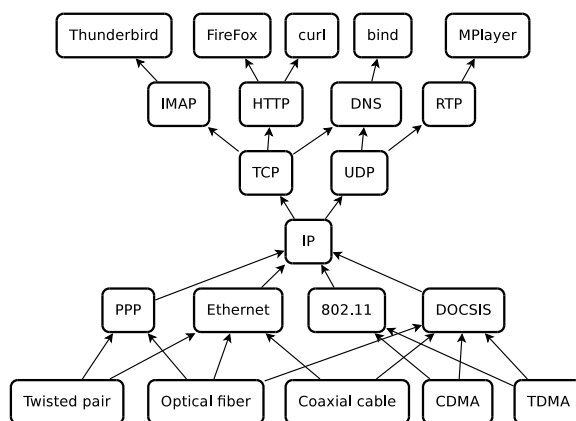 Thunderbird
FireFox
curl
bind
MPlayer
IMAP
HTTP
DNS
RTP
TCP
UDP
IP
PPP
Ethernet
802.11
DOCSIS
Twisted pair
Optical fiber
Coaxial cable
CDMA
TDMA